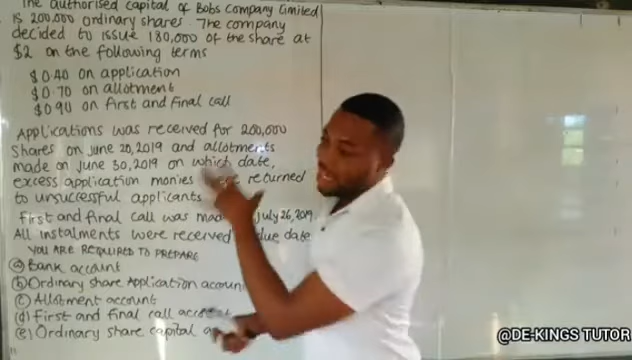 The authorised capital of Bobs Company Limited
is 200,000 ordinary shares. The company
decided to issue 180,000 of the share at
$2 on the following terms
$0.40 on application
$0.70 on allotment
$0.90 on first and final call
Applications was received for 200,000
Shares on June 20, 2019 and allotments
made on June 30, 2019 on which date,
excess application monies were returned
to unsuccessful applicants
First and final call was July 26, 2019.
All instalments were received due date
YOU ARE REQUIRED TO PREPARE
(a) Bank account
(b) Ordinary share Application accoun
(c) Allotment account
(d) First and final call
(e) Ordinary share capital a
@DE-KINGS TUTOR